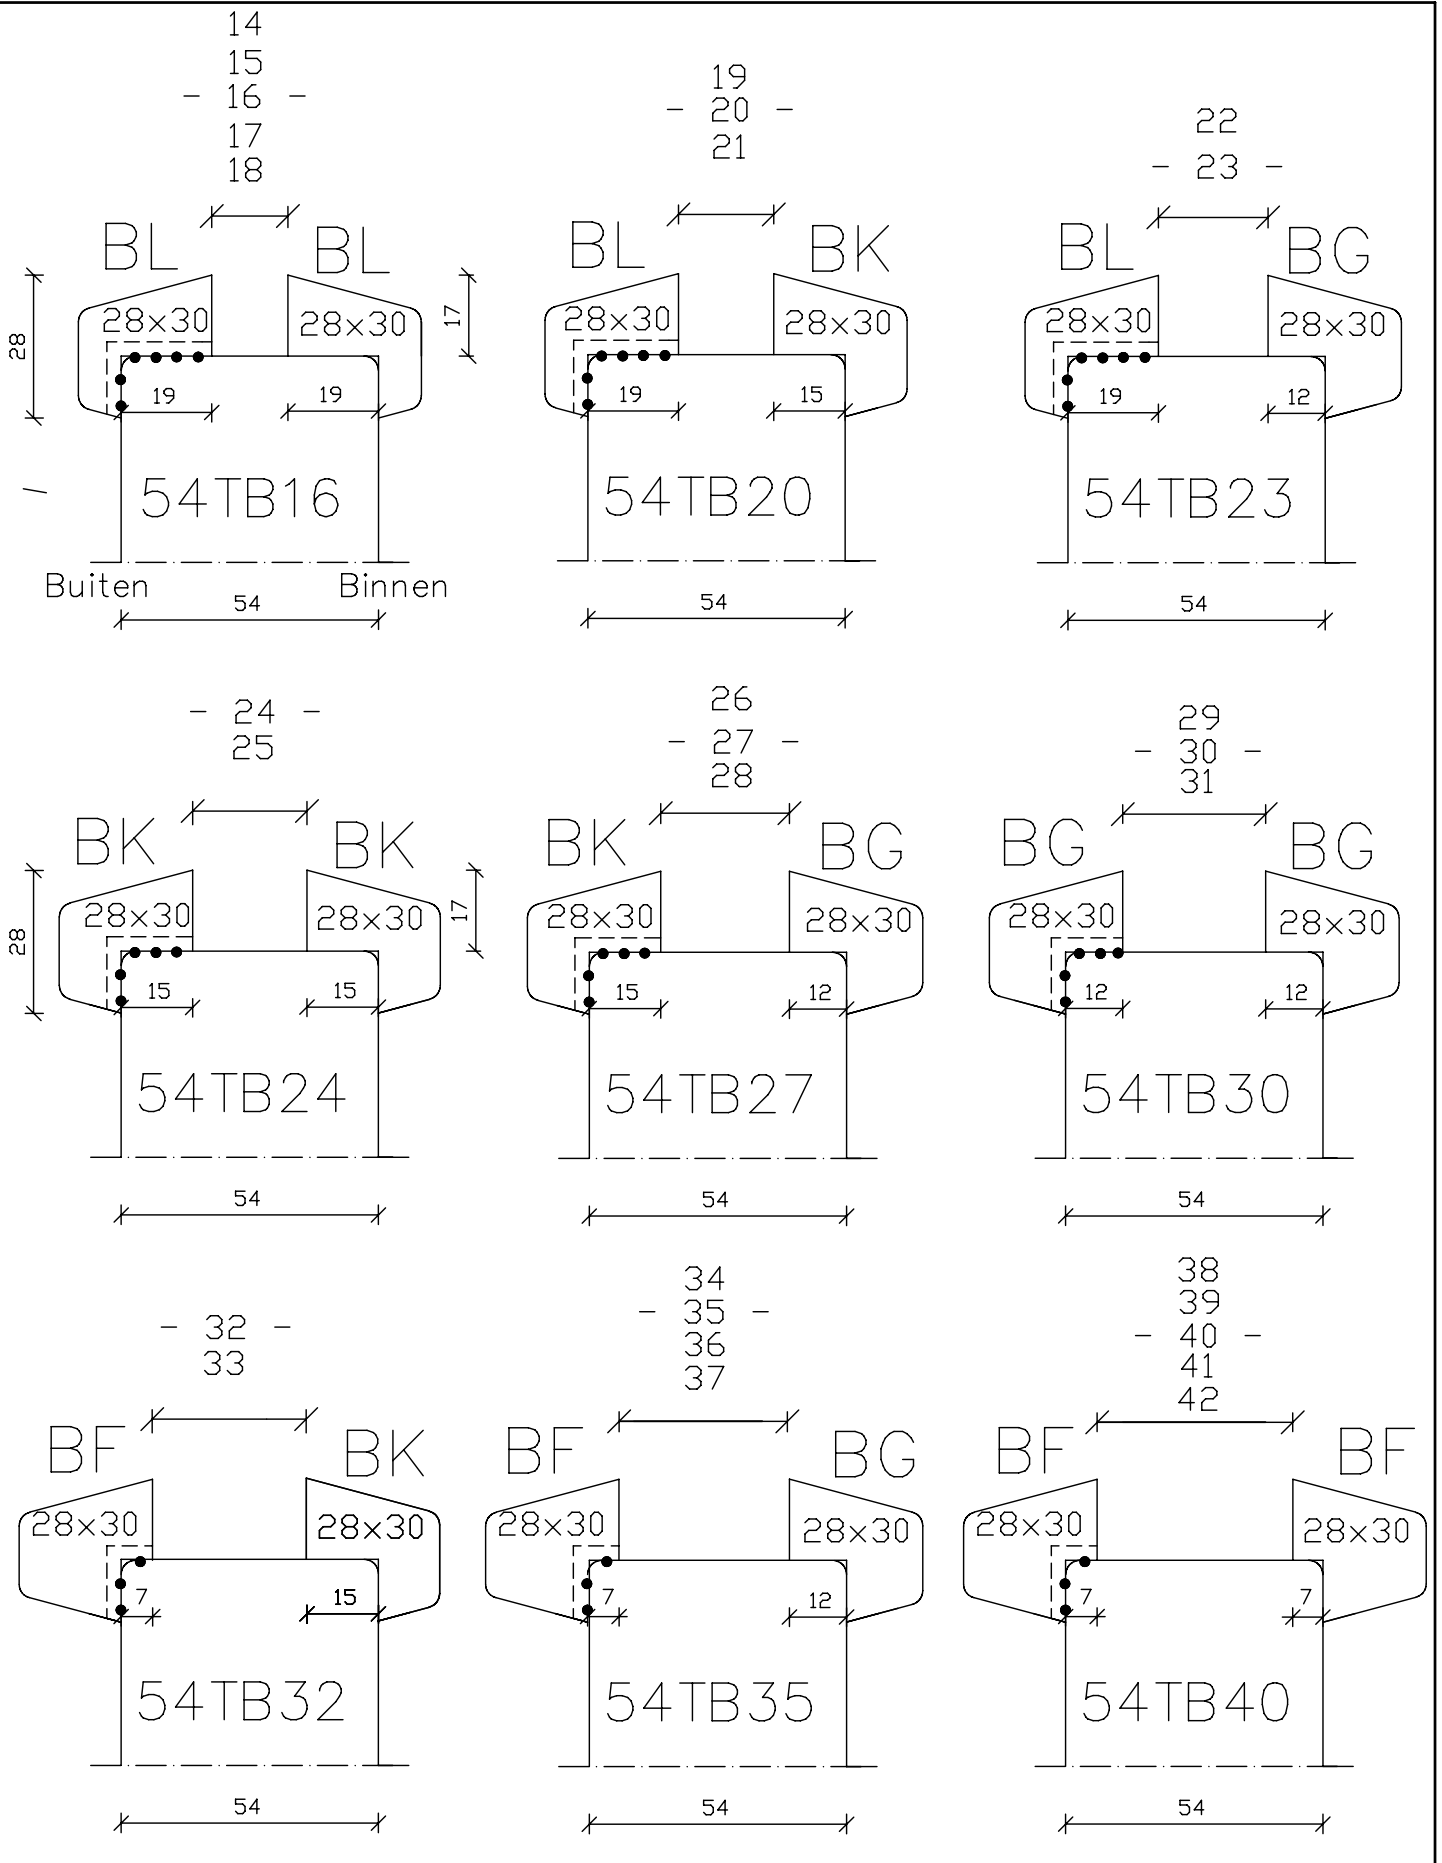 14
15
- 16 -
17
18
BL
BL
28
17
28x30
28x30
19
19
54TB16
Buiten
Binnen
54
19
- 20 -
21
BL
BK
28x30
28x30
19
15
54TB20
54
22
- 23 -
BL
BG
28x30
28x30
19
12
54TB23
54
- 24 -
25
BK
BK
28
17
28x30
28x30
15
15
54TB24
54
26
- 27 -
28
BK
BG
28x30
28x30
15
12
54TB27
54
29
- 30 -
31
BG
BG
28x30
28x30
12
12
54TB30
54
- 32 -
33
BF
BK
28x30
28x30
7
15
54TB32
54
34
- 35 -
36
37
BF
BG
28x30
28x30
7
12
54TB35
54
38
39
- 40 -
41
42
BF
BF
28x30
28x30
7
7
54TB40
54